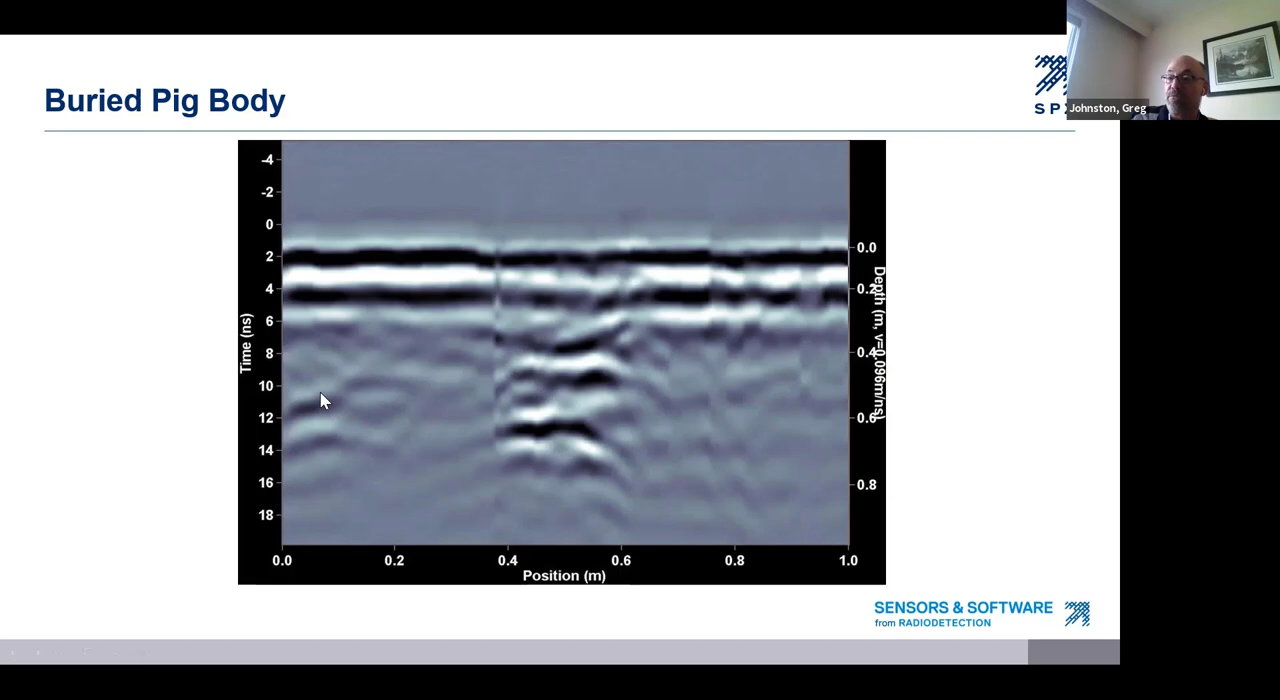 Buried Pig Body
SP
Johnston, Greg
-4
-2
0
2
4
6
8
10
12
14
16
18
Time (ns)
0.0
0.2
0.4
0.6
0.8
Depth (m, v=0.096m/ns)
0.0
0.2
0.4
0.6
0.8
1.0
Position (m)
SENSORS & SOFTWARE
from RADIODETECTION